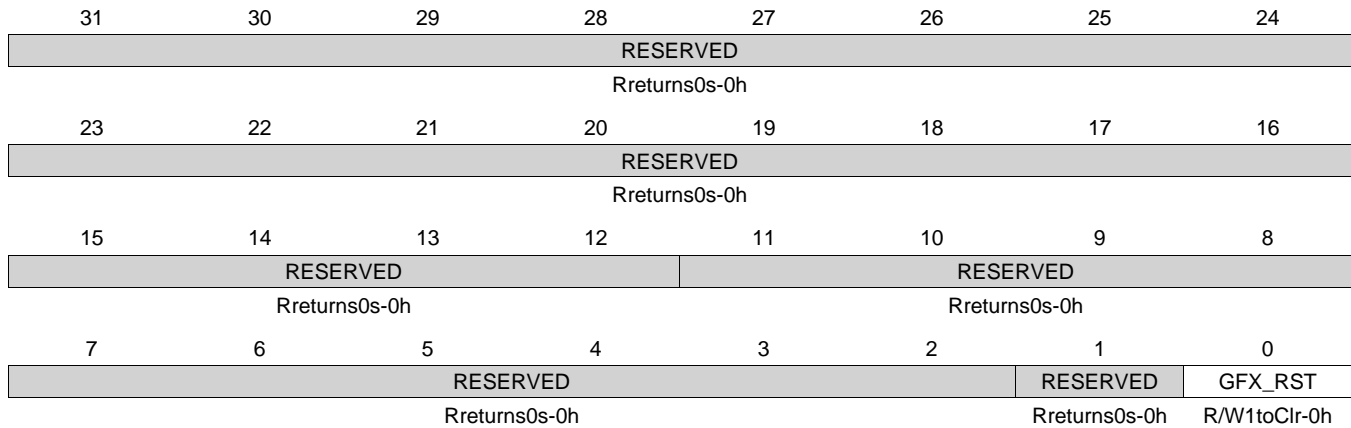 31 30 29 28 27 26 25 24
RESERVED
Rreturns0s-0h
23 22 21 20 19 18 17 16
RESERVED
Rreturns0s-0h
15 14 13 12 11 10 9 8
RESERVED RESERVED
Rreturns0s-0h Rreturns0s-0h
7 6 5 4 3 2 1 0
RESERVED RESERVED GFX_RST
Rreturns0s-0h Rreturns0s-0h R/W1toClr-0h